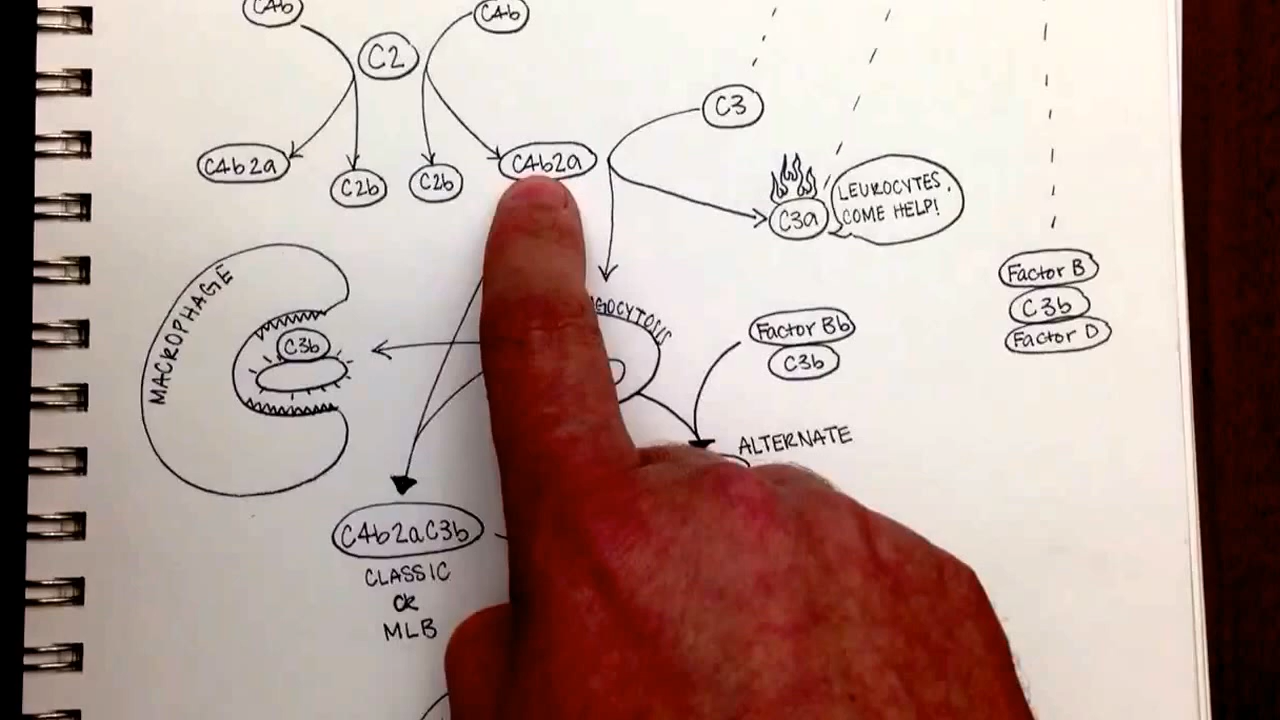 C4b
C4b
C2
C3
C4b2a
C4b2a
C2b
C2b
LEUKOCYTES,
COME HELP!
C3a
Factor B
C3b
Factor D
MACROPHAGE
C3b
Factor Bb
C3b
ALTERNATE
C4b2aC3b
CLASSIC
OR
MLB